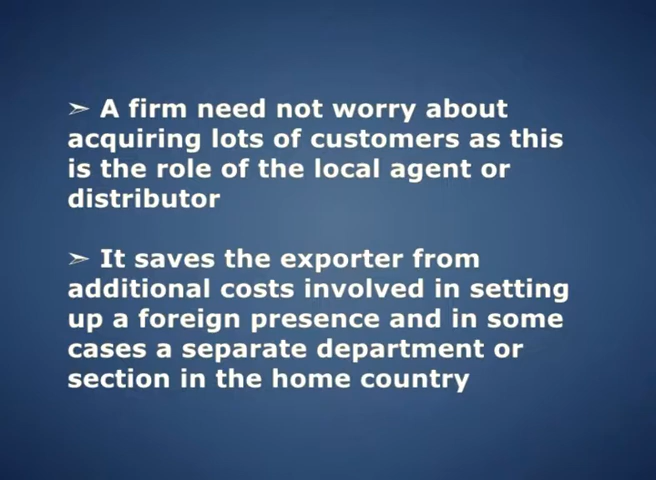 ➢ A firm need not worry about
acquiring lots of customers as this
is the role of the local agent or
distributor
➢ It saves the exporter from
additional costs involved in setting
up a foreign presence and in some
cases a separate department or
section in the home country